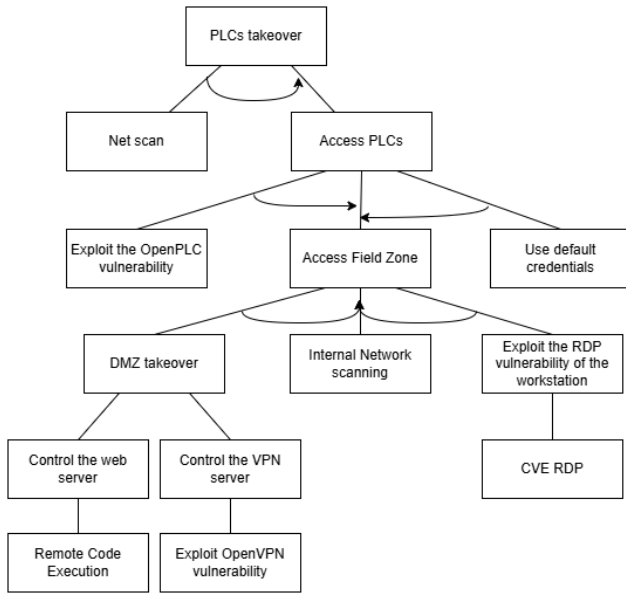 PLCs takeover
Net scan
Access PLCs
Exploit the OpenPLC
vulnerability
Access Field Zone
Use default
credentials
DMZ takeover
Internal Network
scanning
Exploit the RDP
vulnerability of the
workstation
Control the web
server
Control the VPN
server
CVE RDP
Remote Code
Execution
Exploit OpenVPN
vulnerability